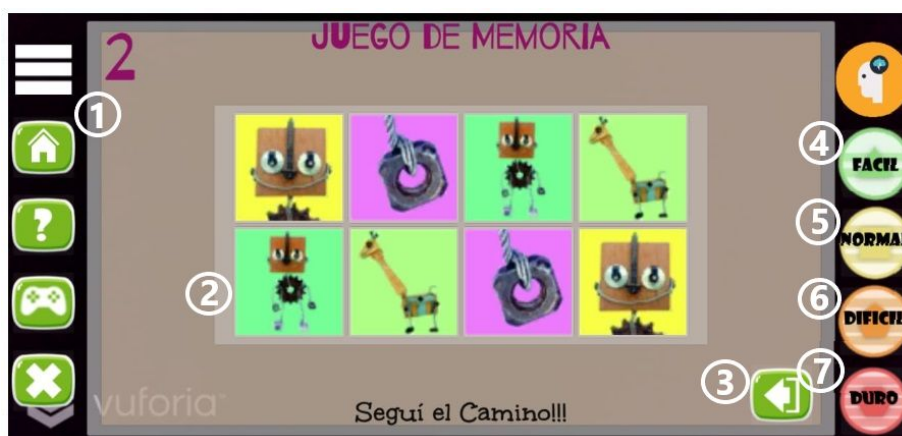 2
JUEGO DE MEMORIA
1
?
2
3
4
FACIL
5
NORMAL
6
DIFICIL
7
DURO
vuforia
Seguí el Camino!!!